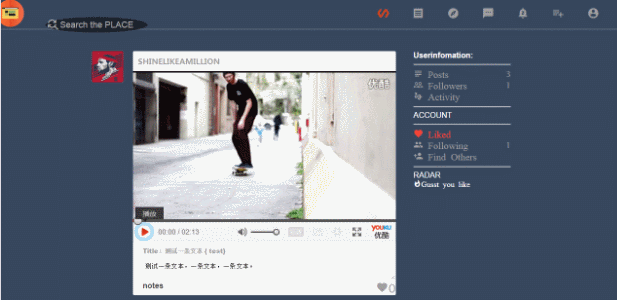 Search the PLACE
SHINELIKEAMILLION
优酷
播放
00:00 / 02:13
YOUKU
优酷
Title : 测试一条文本 ( text)
测试一条文本，一条文本，一条文本。
notes
0
Userinfomation:
Posts 3
Followers 1
Activity
ACCOUNT
Liked
Following 1
Find Others
RADAR
Gusst you like